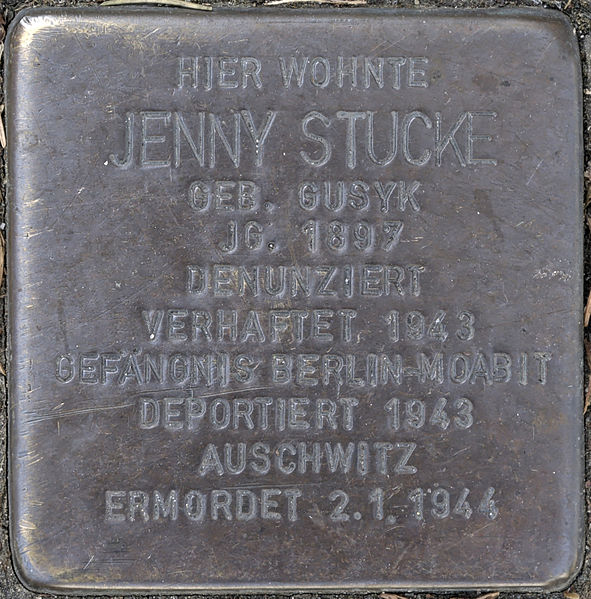 HIER WOHNTE
JENNY STUCKE
GEB. GUSYK
JG. 1897
DENUNZIERT
VERHAFTET 1943
GEFÄNGNIS BERLIN-MOABIT
DEPORTIERT 1943
AUSCHWITZ
ERMORDET 2.1.1944